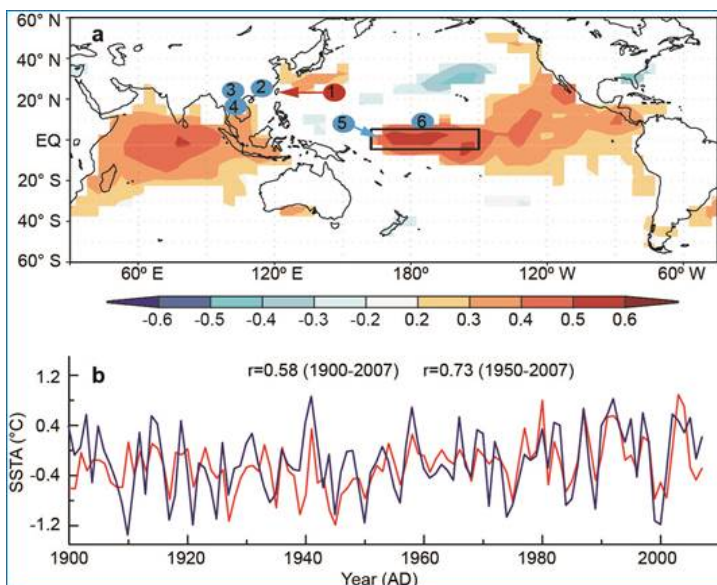 60° N
a
40° N
3
2
1
20° N
4
5
6
EQ
20° S
40° S
60° S
60° E
120° E
180°
120° W
60° W
-0.6 -0.5 -0.4 -0.3 -0.2 0.2 0.3 0.4 0.5 0.6
b
r=0.58 (1900-2007) r=0.73 (1950-2007)
1.2
0.4
-0.4
-1.2
SSTA (°C)
1900 1920 1940 1960 1980 2000
Year (AD)